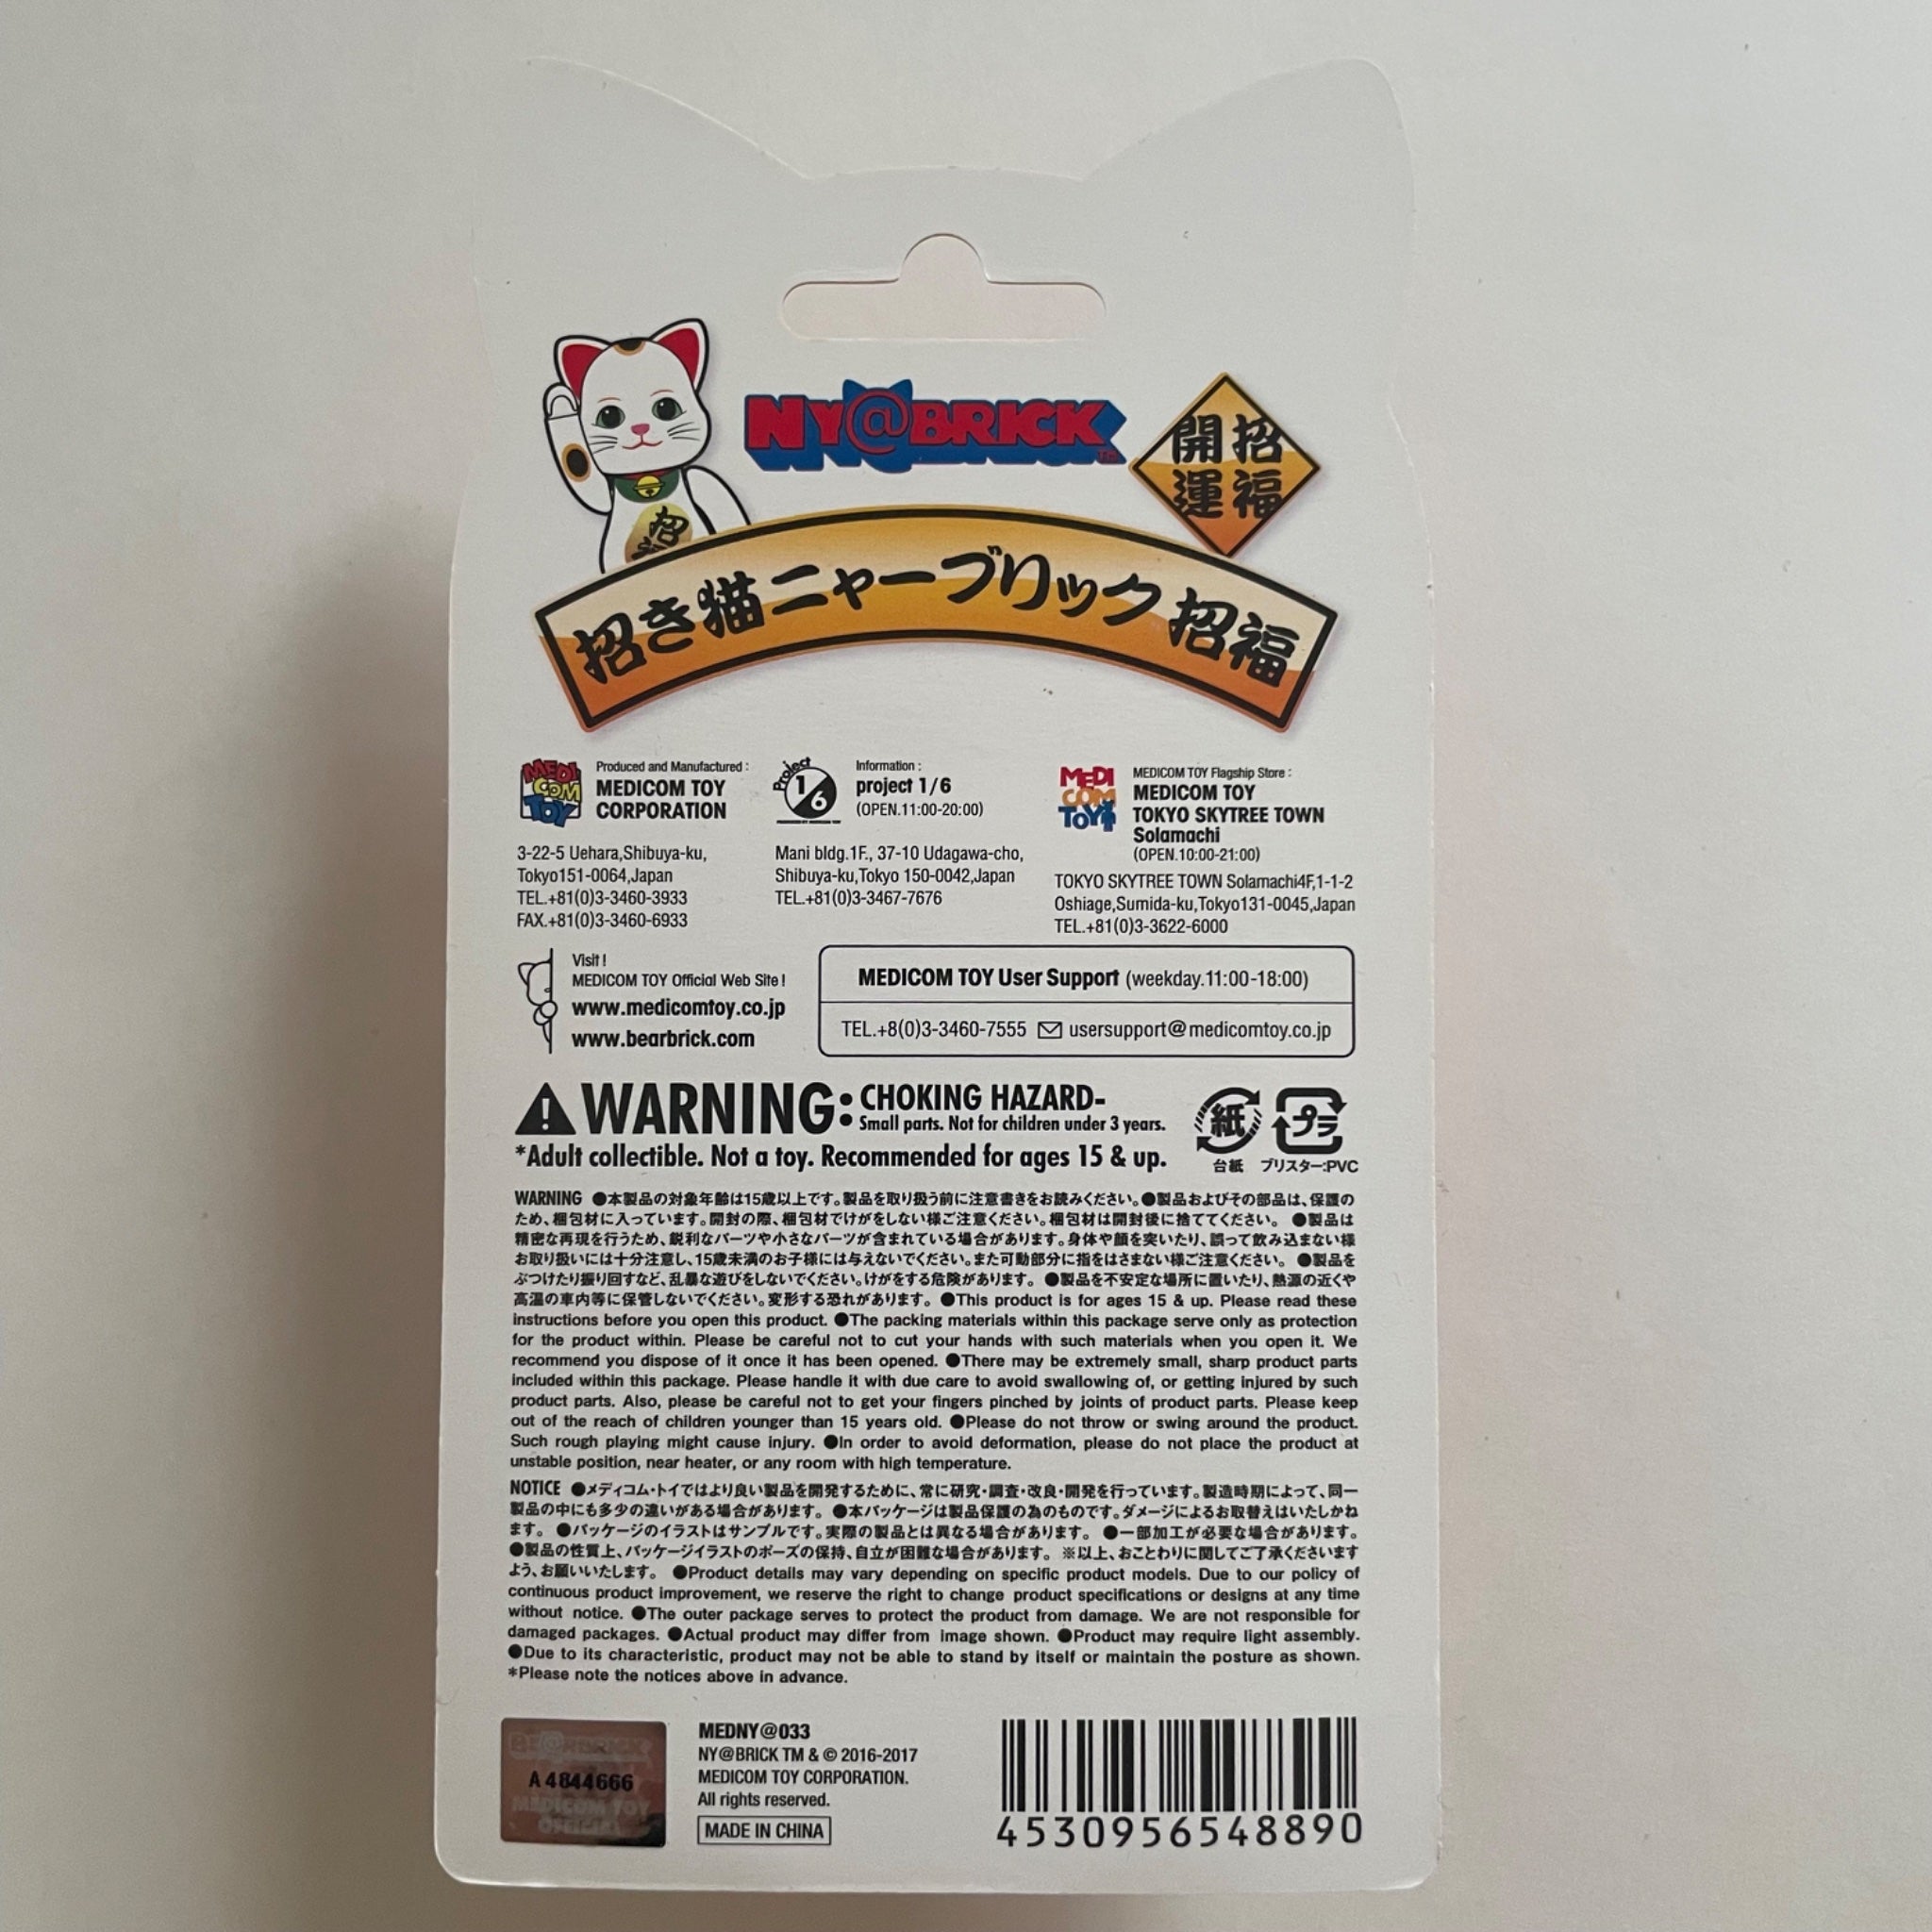 NY@BRICK™
開運 招福
招
招き猫ニャーブリック 招福
MEDI COM TOY
Produced and Manufactured :
MEDICOM TOY
CORPORATION
3-22-5 Uehara,Shibuya-ku,
Tokyo151-0064,Japan
TEL.+81(0)3-3460-3933
FAX.+81(0)3-3460-6933
Project 1/6
Information :
project 1/6
(OPEN.11:00-20:00)
Mani bldg.1F., 37-10 Udagawa-cho,
Shibuya-ku,Tokyo 150-0042,Japan
TEL.+81(0)3-3467-7676
MEDI COM TOY
MEDICOM TOY Flagship Store :
MEDICOM TOY
TOKYO SKYTREE TOWN
Solamachi
(OPEN.10:00-21:00)
TOKYO SKYTREE TOWN Solamachi4F,1-1-2
Oshiage,Sumida-ku,Tokyo131-0045,Japan
TEL.+81(0)3-3622-6000
Visit !
MEDICOM TOY Official Web Site !
www.medicomtoy.co.jp
www.bearbrick.com
MEDICOM TOY User Support (weekday.11:00-18:00)
TEL.+8(0)3-3460-7555 usersupport@medicomtoy.co.jp
WARNING: CHOKING HAZARD-
Small parts. Not for children under 3 years.
*Adult collectible. Not a toy. Recommended for ages 15 & up.
紙 プラ
台紙 ブリスター:PVC
WARNING ●本製品の対象年齢は15歳以上です。製品を取り扱う前に注意書きをお読みください。●製品およびその部品は、保護の
ため、梱包材に入っています。開封の際、梱包材でけがをしない様ご注意ください。梱包材は開封後に捨ててください。 ●製品は
精密な再現を行うため、鋭利なパーツや小さなパーツが含まれている場合があります。身体や顔を突いたり、誤って飲み込まない様
お取り扱いには十分注意し、15歳未満のお子様には与えないでください。また可動部分に指をはさまない様ご注意ください。 ●製品を
ぶつけたり振り回すなど、乱暴な遊びをしないでください。けがをする危険があります。 ●製品を不安定な場所に置いたり、熱源の近くや
高温の車内等に保管しないでください。変形する恐れがあります。 ●This product is for ages 15 & up. Please read these
instructions before you open this product. ●The packing materials within this package serve only as protection
for the product within. Please be careful not to cut your hands with such materials when you open it. We
recommend you dispose of it once it has been opened. ●There may be extremely small, sharp product parts
included within this package. Please handle it with due care to avoid swallowing of, or getting injured by such
product parts. Also, please be careful not to get your fingers pinched by joints of product parts. Please keep
out of the reach of children younger than 15 years old. ●Please do not throw or swing around the product.
Such rough playing might cause injury. ●In order to avoid deformation, please do not place the product at
unstable position, near heater, or any room with high temperature.
NOTICE ●メディコム・トイではより良い製品を開発するために、常に研究・調査・改良・開発を行っています。製造時期によって、同一
製品の中にも多少の違いがある場合があります。 ●本パッケージは製品保護の為のものです。ダメージによるお取替えはいたしかね
ます。 ●パッケージのイラストはサンプルです。実際の製品とは異なる場合があります。 ●一部加工が必要な場合があります。
●製品の性質上、パッケージイラストのポーズの保持、自立が困難な場合があります。 ※以上、おことわりに関してご了承くださいます
よう、お願いいたします。 ●Product details may vary depending on specific product models. Due to our policy of
continuous product improvement, we reserve the right to change product specifications or designs at any time
without notice. ●The outer package serves to protect the product from damage. We are not responsible for
damaged packages. ●Actual product may differ from image shown. ●Product may require light assembly.
●Due to its characteristic, product may not be able to stand by itself or maintain the posture as shown.
*Please note the notices above in advance.
BE@RBRICK
A 4844666
MEDICOM TOY
OFFICIAL
MEDNY@033
NY@BRICK TM & © 2016-2017
MEDICOM TOY CORPORATION.
All rights reserved.
MADE IN CHINA
4530956548890